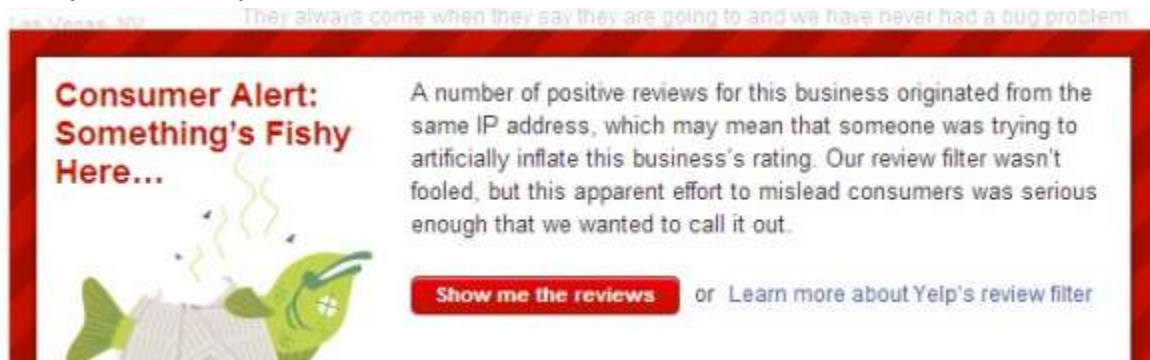 Las Vegas, NV
They always come when they say they are going to and we have never had a bug problem.
Consumer Alert:
Something's Fishy
Here...
A number of positive reviews for this business originated from the
same IP address, which may mean that someone was trying to
artificially inflate this business's rating. Our review filter wasn't
fooled, but this apparent effort to mislead consumers was serious
enough that we wanted to call it out.
Show me the reviews or Learn more about Yelp's review filter